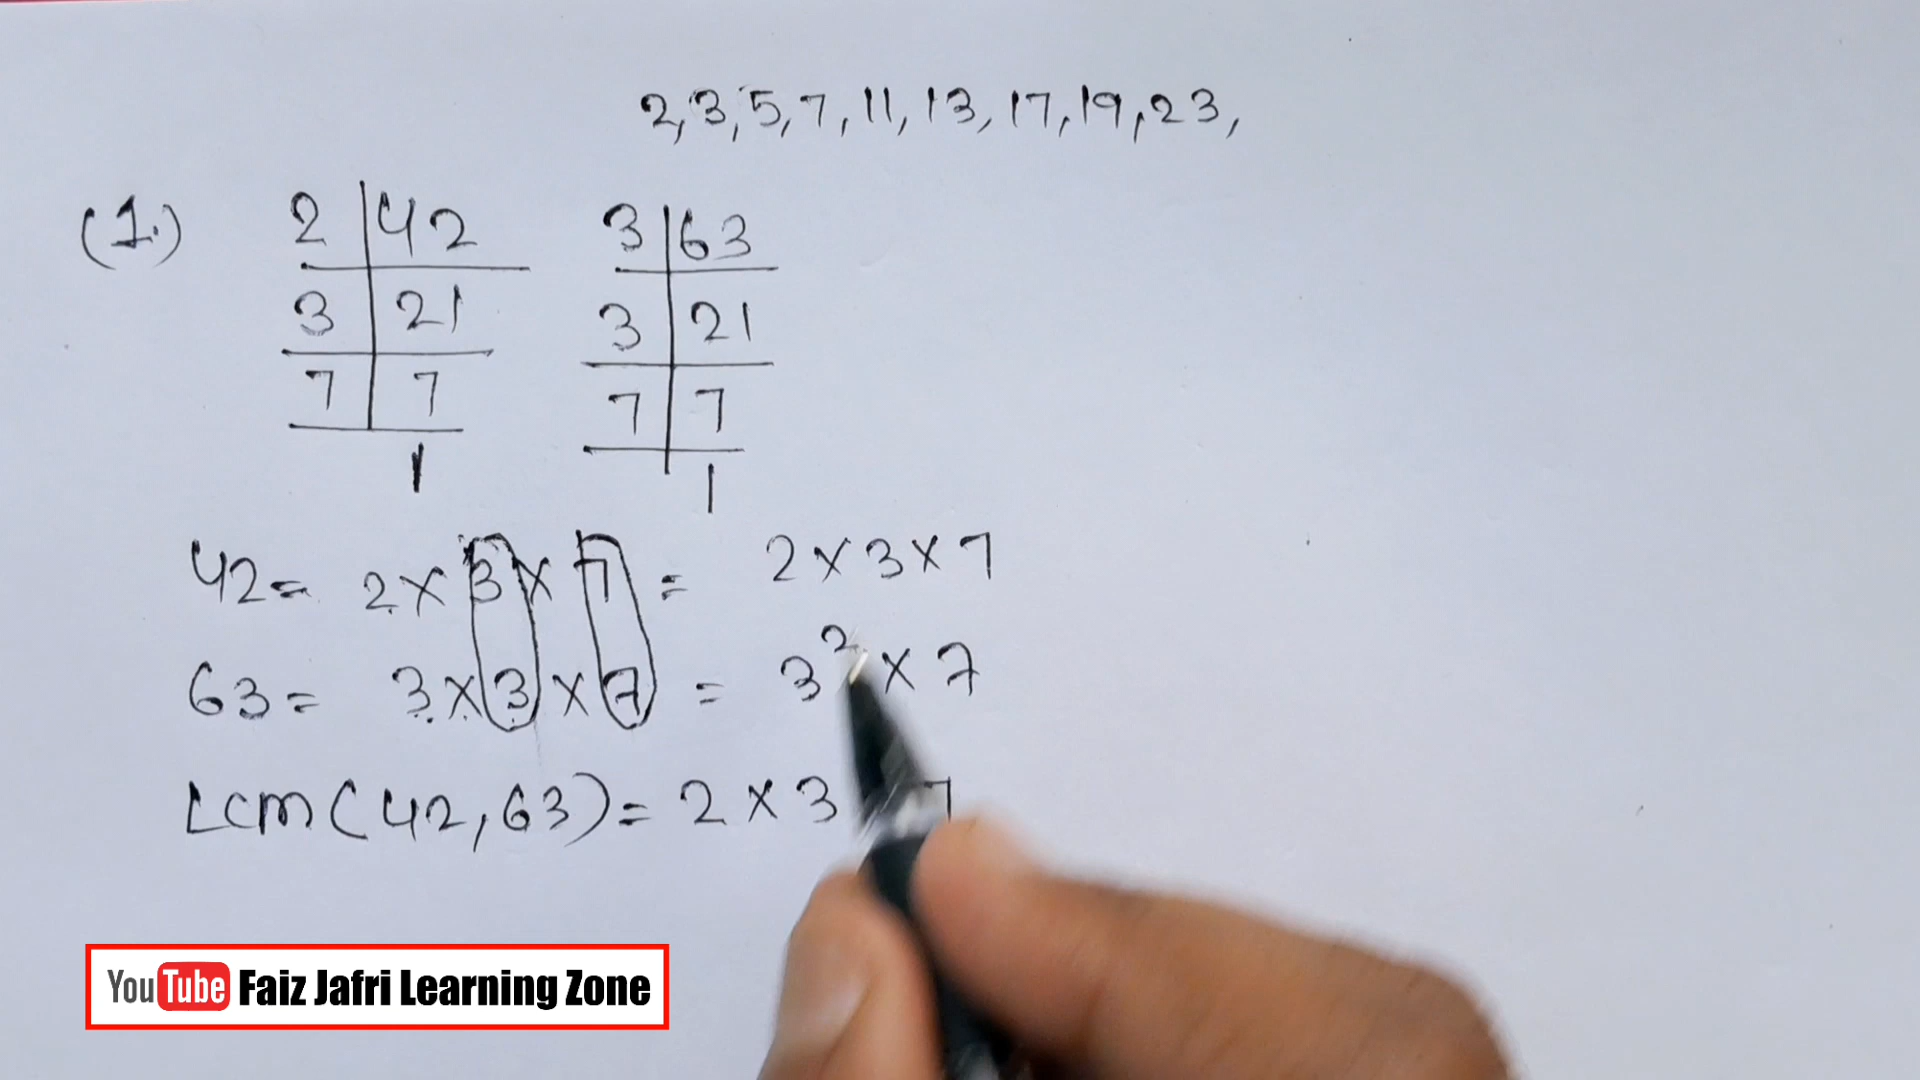 2,3,5,7,11,13,17,19,23,
(1.)
2 | 42
3 | 21
7 | 7
1
3 | 63
3 | 21
7 | 7
1
42 = 2 × 3 × 7 = 2 × 3 × 7
63 = 3 × 3 × 7 = 3² × 7
Lcm(42,63) = 2 × 3 7
YouTube Faiz Jafri Learning Zone